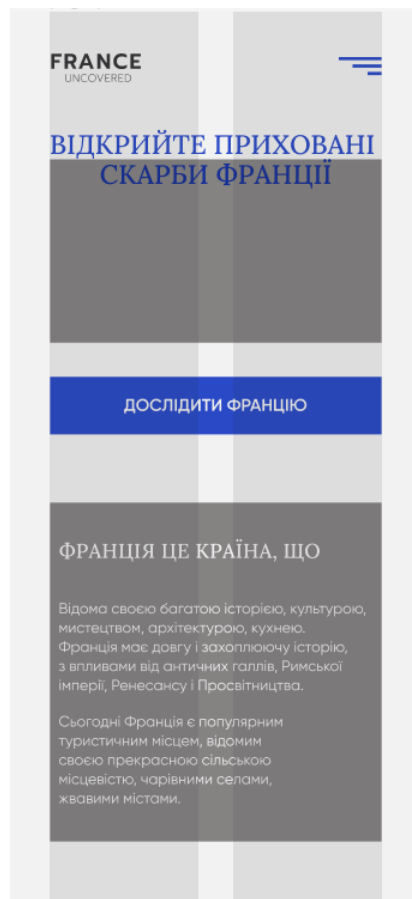 FRANCE
UNCOVERED
ВІДКРИЙТЕ ПРИХОВАНІ
СКАРБИ ФРАНЦІЇ
ДОСЛІДИТИ ФРАНЦІЮ
ФРАНЦІЯ ЦЕ КРАЇНА, ЩО
Відома своєю багатою історією, культурою,
мистецтвом, архітектурою, кухнею.
Франція має довгу і захоплюючу історію,
з впливами від античних галлів, Римської
імперії, Ренесансу і Просвітництва.
Сьогодні Франція є популярним
туристичним місцем, відомим
своєю прекрасною сільською
місцевістю, чарівними селами,
жвавими містами.